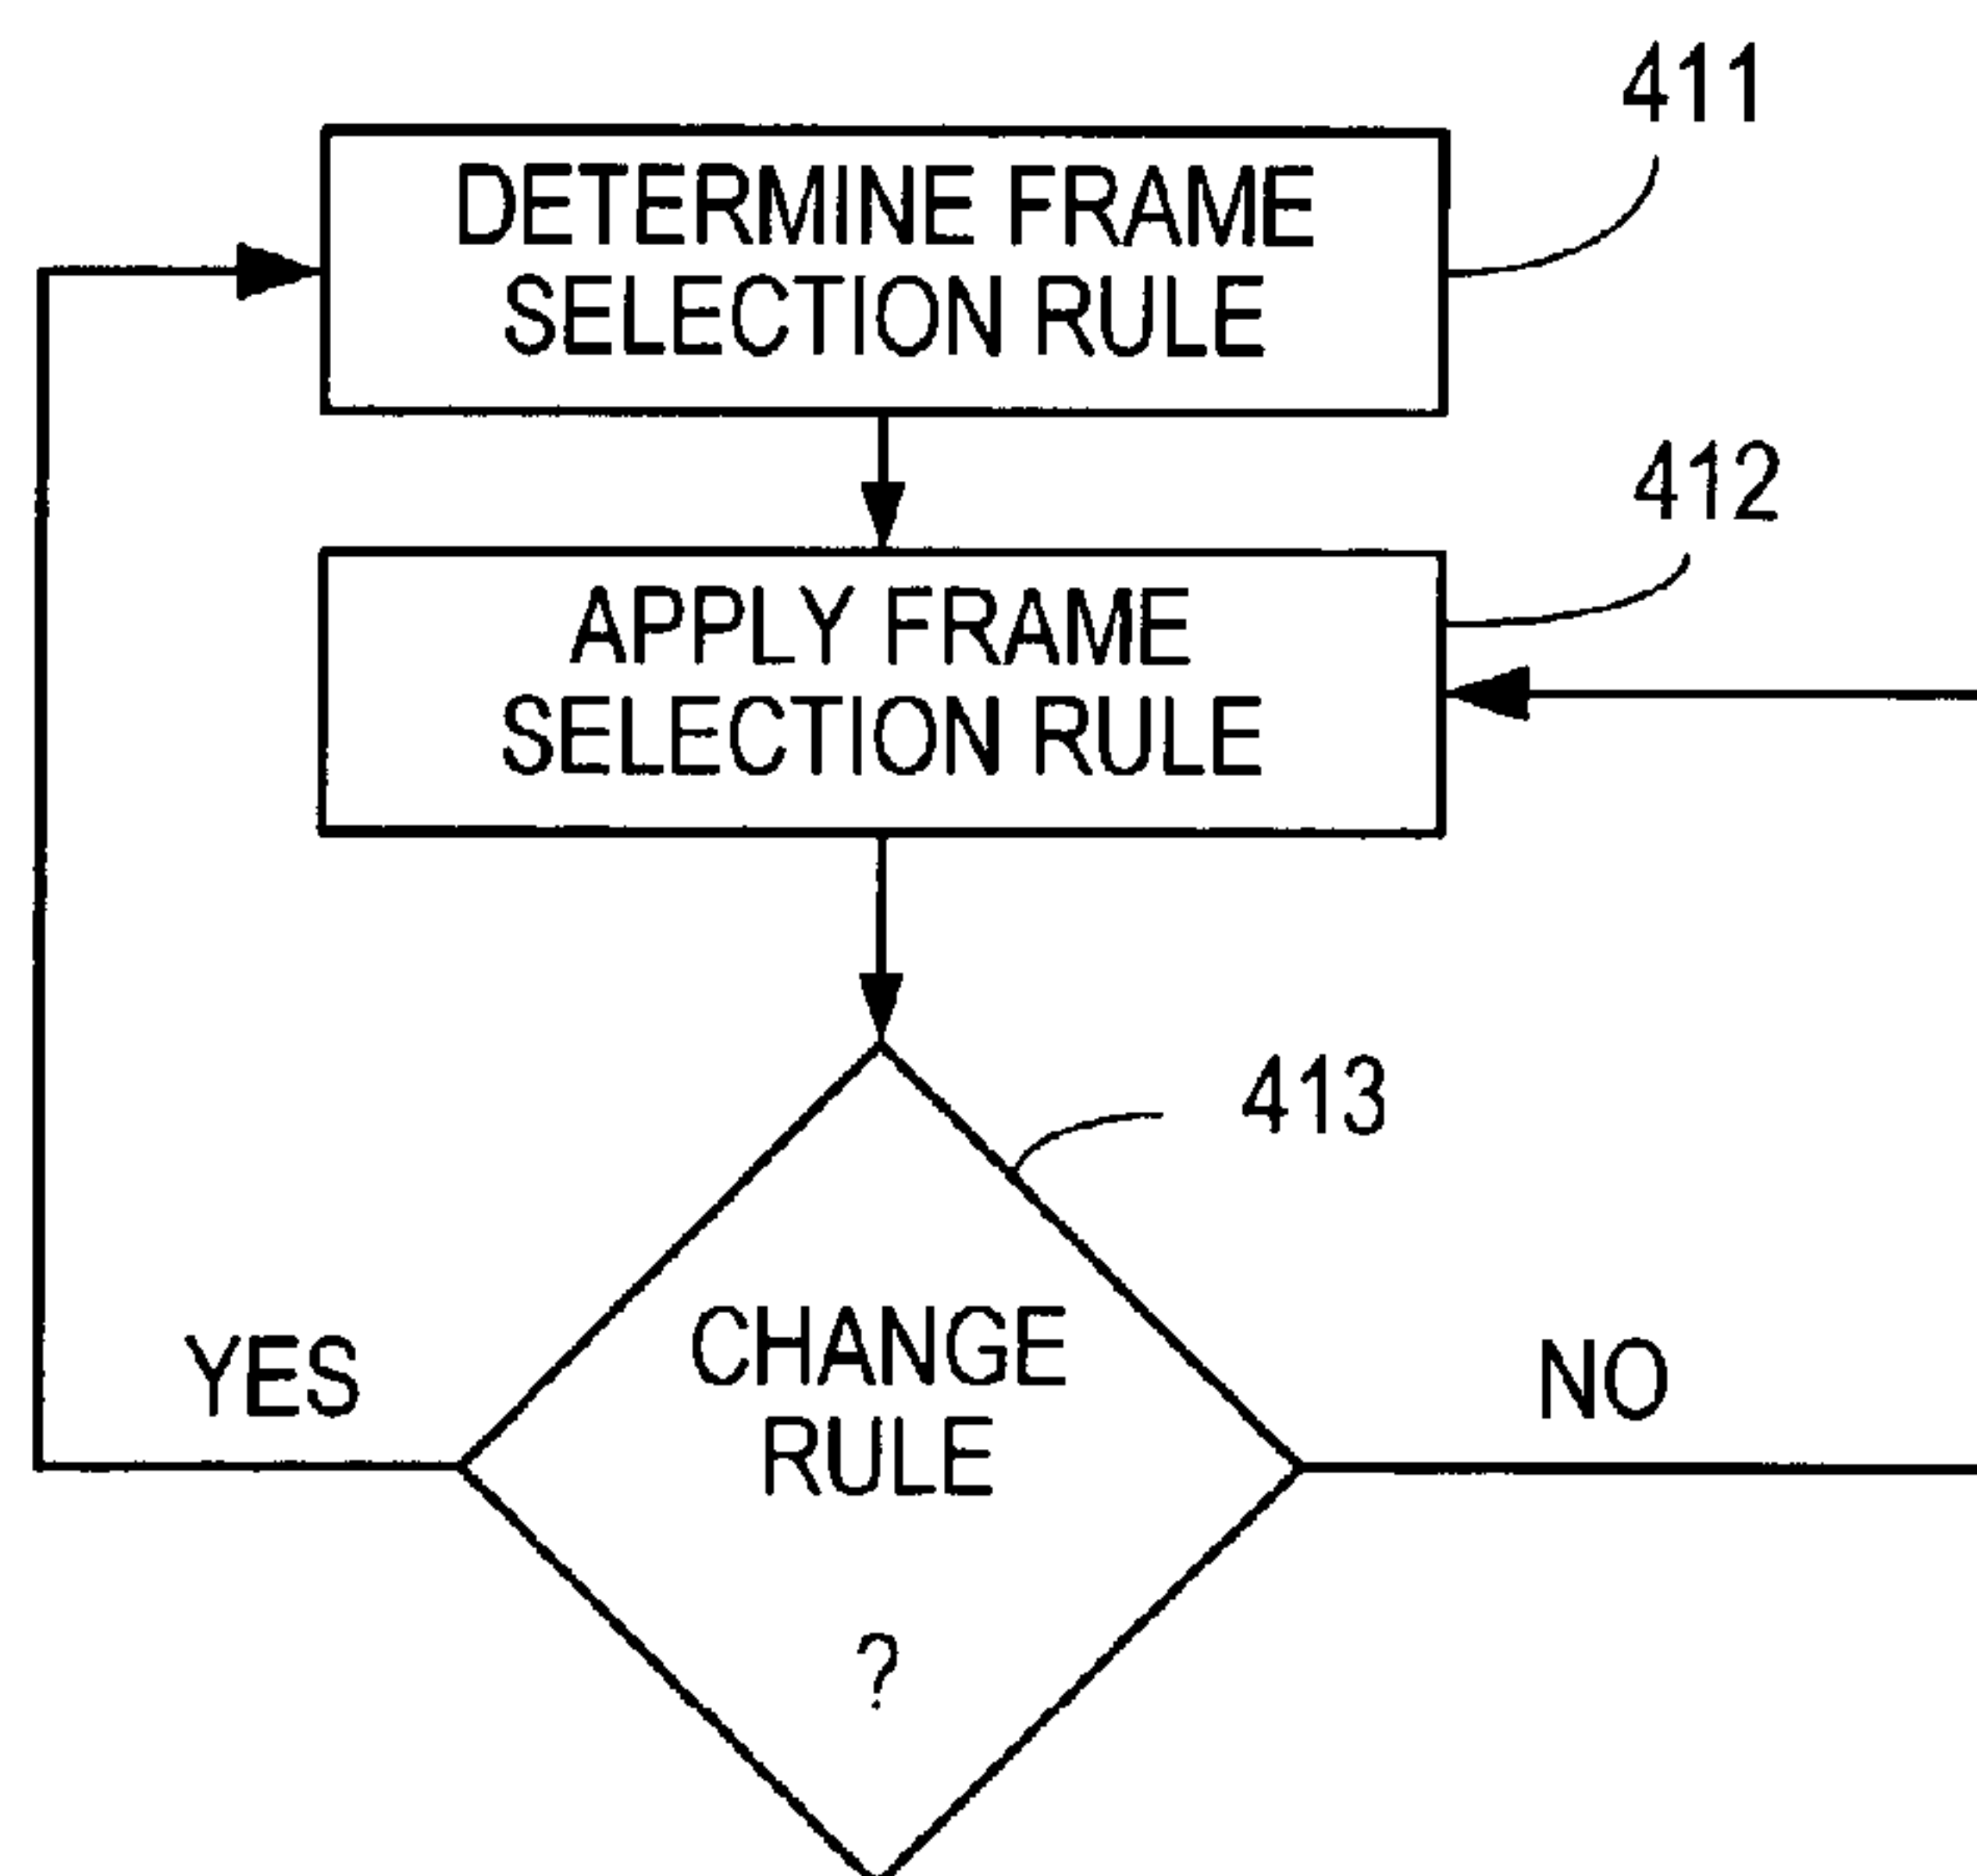 411
DETERMINE FRAME
SELECTION RULE
412
APPLY FRAME
SELECTION RULE
413
CHANGE
RULE
?
YES
NO